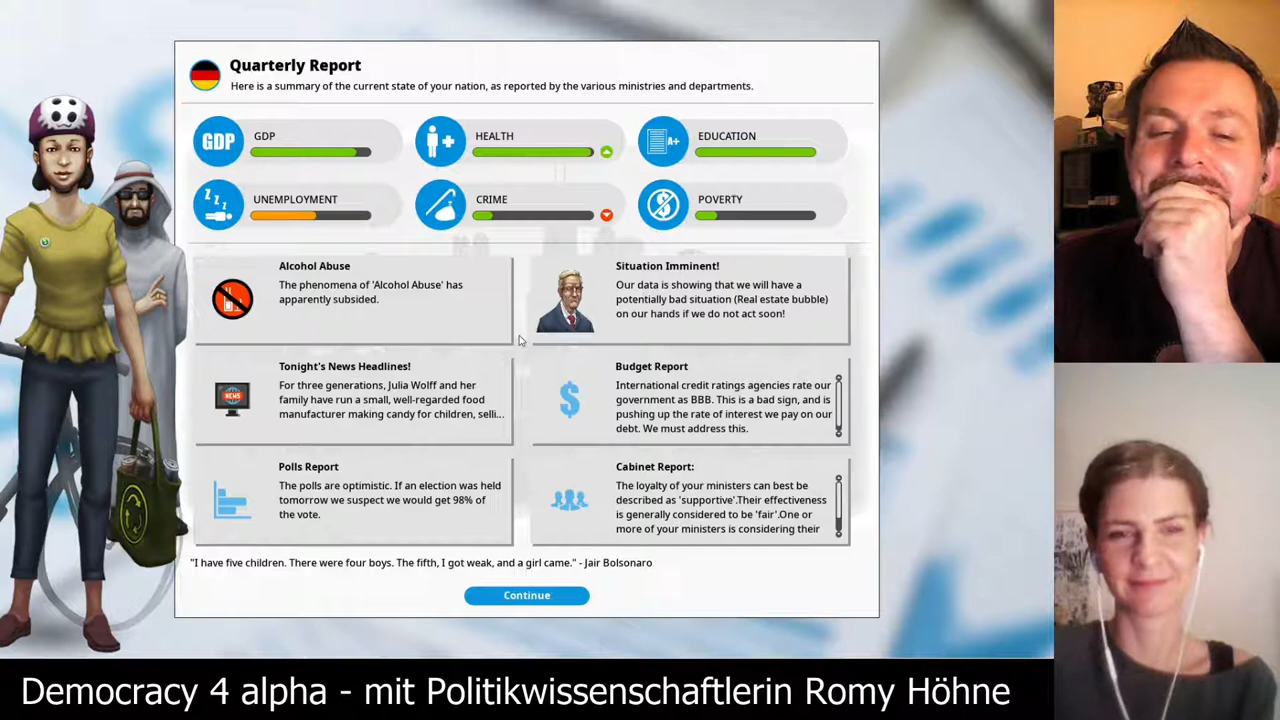 Quarterly Report
Here is a summary of the current state of your nation, as reported by the various ministries and departments.
GDP
GDP
HEALTH
A+
EDUCATION
Z Z Z
UNEMPLOYMENT
CRIME
$
POVERTY
Alcohol Abuse
The phenomena of 'Alcohol Abuse' has
apparently subsided.
Situation Imminent!
Our data is showing that we will have a
potentially bad situation (Real estate bubble)
on our hands if we do not act soon!
Tonight's News Headlines!
NEWS
For three generations, Julia Wolff and her
family have run a small, well-regarded food
manufacturer making candy for children, selli...
Budget Report
$
International credit ratings agencies rate our
government as BBB. This is a bad sign, and is
pushing up the rate of interest we pay on our
debt. We must address this.
Polls Report
The polls are optimistic. If an election was held
tomorrow we suspect we would get 98% of
the vote.
Cabinet Report:
The loyalty of your ministers can best be
described as 'supportive'.Their effectiveness
is generally considered to be 'fair'.One or
more of your ministers is considering their
"I have five children. There were four boys. The fifth, I got weak, and a girl came." - Jair Bolsonaro
Continue
Democracy 4 alpha - mit Politikwissenschaftlerin Romy Höhne